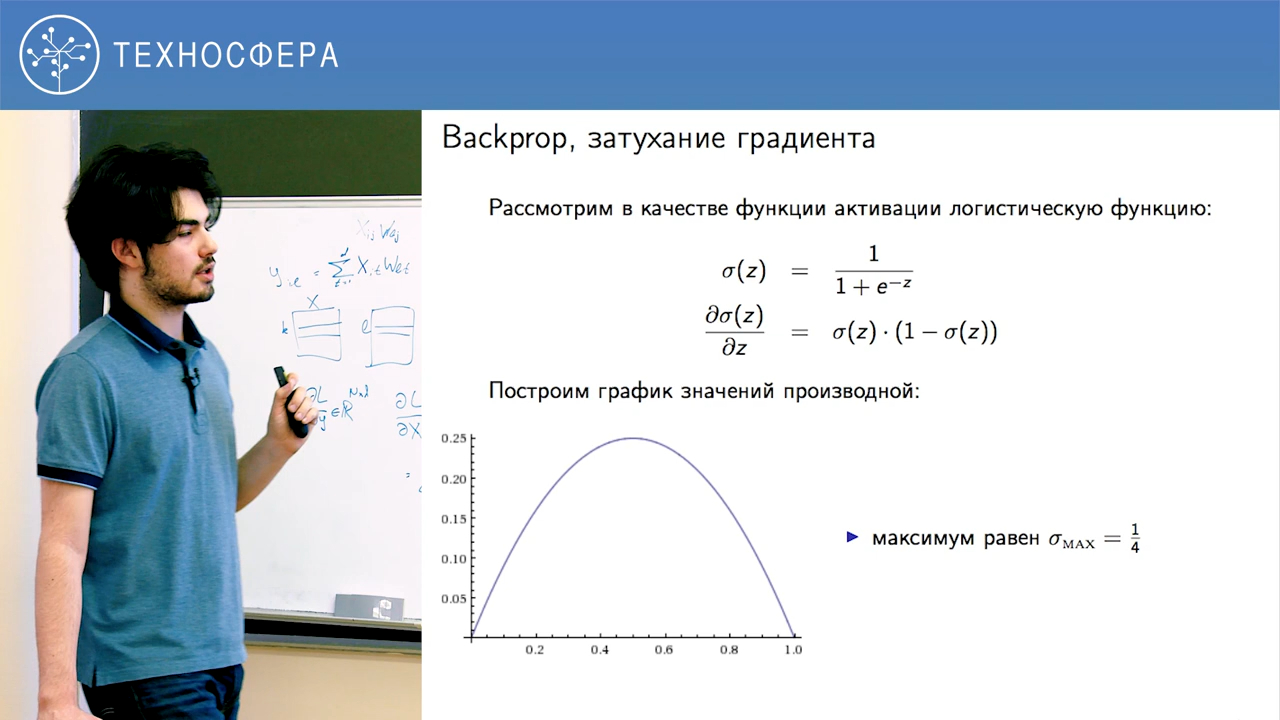 ТЕХНОСФЕРА
Backprop, затухание градиента
Рассмотрим в качестве функции активации логистическую функцию:
σ(z) = 1 / (1 + e^{−z})
∂σ(z) / ∂z = σ(z) · (1 − σ(z))
Построим график значений производной:
0.25
0.20
0.15
0.10
0.05
0.2 0.4 0.6 0.8 1.0
▶ максимум равен σ_MAX = 1/4
X
k